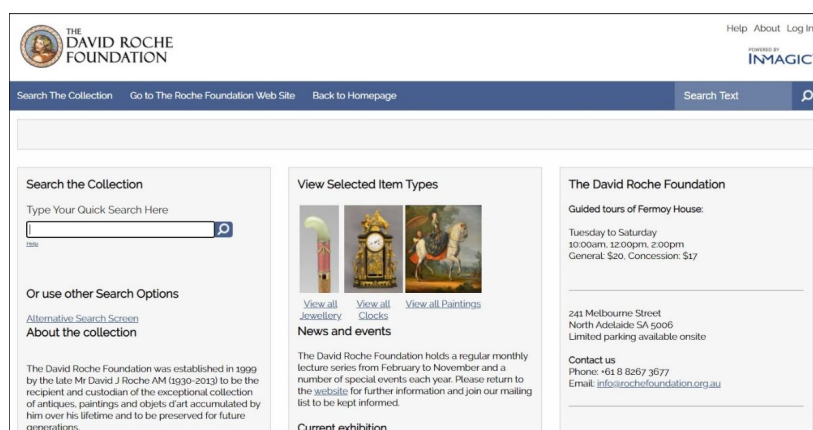 THE
DAVID ROCHE
FOUNDATION
Help About Log In
POWERED BY
INMAGIC
Search The Collection Go to The Roche Foundation Web Site Back to Homepage
Search Text
Search the Collection
Type Your Quick Search Here
Help
Or use other Search Options
Alternative Search Screen
About the collection
The David Roche Foundation was established in 1999
by the late Mr David J Roche AM (1930-2013) to be the
recipient and custodian of the exceptional collection
of antiques, paintings and objets d'art accumulated by
him over his lifetime and to be preserved for future
generations.
View Selected Item Types
View all
Jewellery
View all
Clocks
View all Paintings
News and events
The David Roche Foundation holds a regular monthly
lecture series from February to November and a
number of special events each year. Please return to
the website for further information and join our mailing
list to be kept informed.
Current exhibition
The David Roche Foundation
Guided tours of Fermoy House:
Tuesday to Saturday
10:00am, 12:00pm, 2:00pm
General: $20, Concession: $17
241 Melbourne Street
North Adelaide SA 5006
Limited parking available onsite
Contact us
Phone: +61 8 8267 3677
Email: info@rochefoundation.org.au